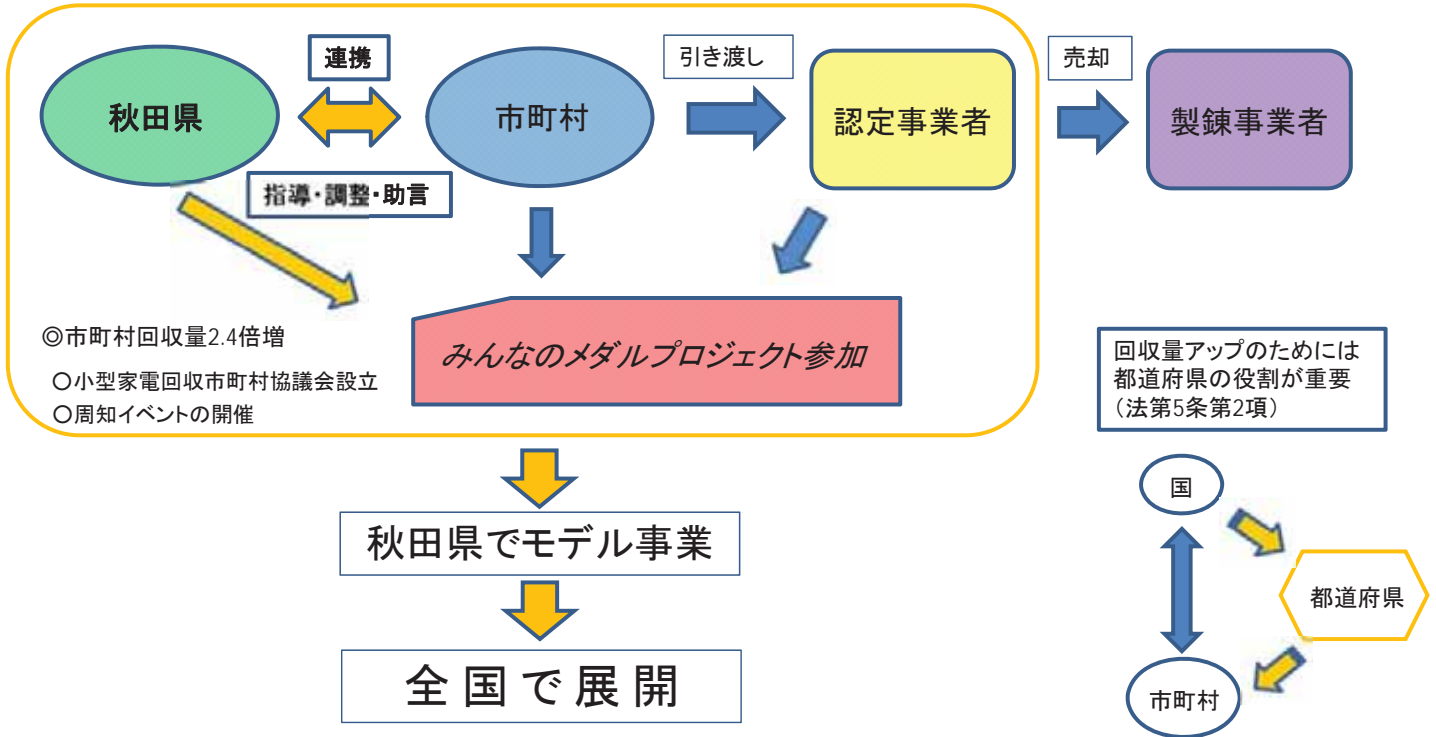 連携
引き渡し
売却
秋田県
市町村
認定事業者
製錬事業者
指導・調整・助言
◎市町村回収量2.4倍増
○小型家電回収市町村協議会設立
○周知イベントの開催
みんなのメダルプロジェクト参加
秋田県でモデル事業
全国で展開
回収量アップのためには
都道府県の役割が重要
(法第5条第2項)
国
都道府県
市町村